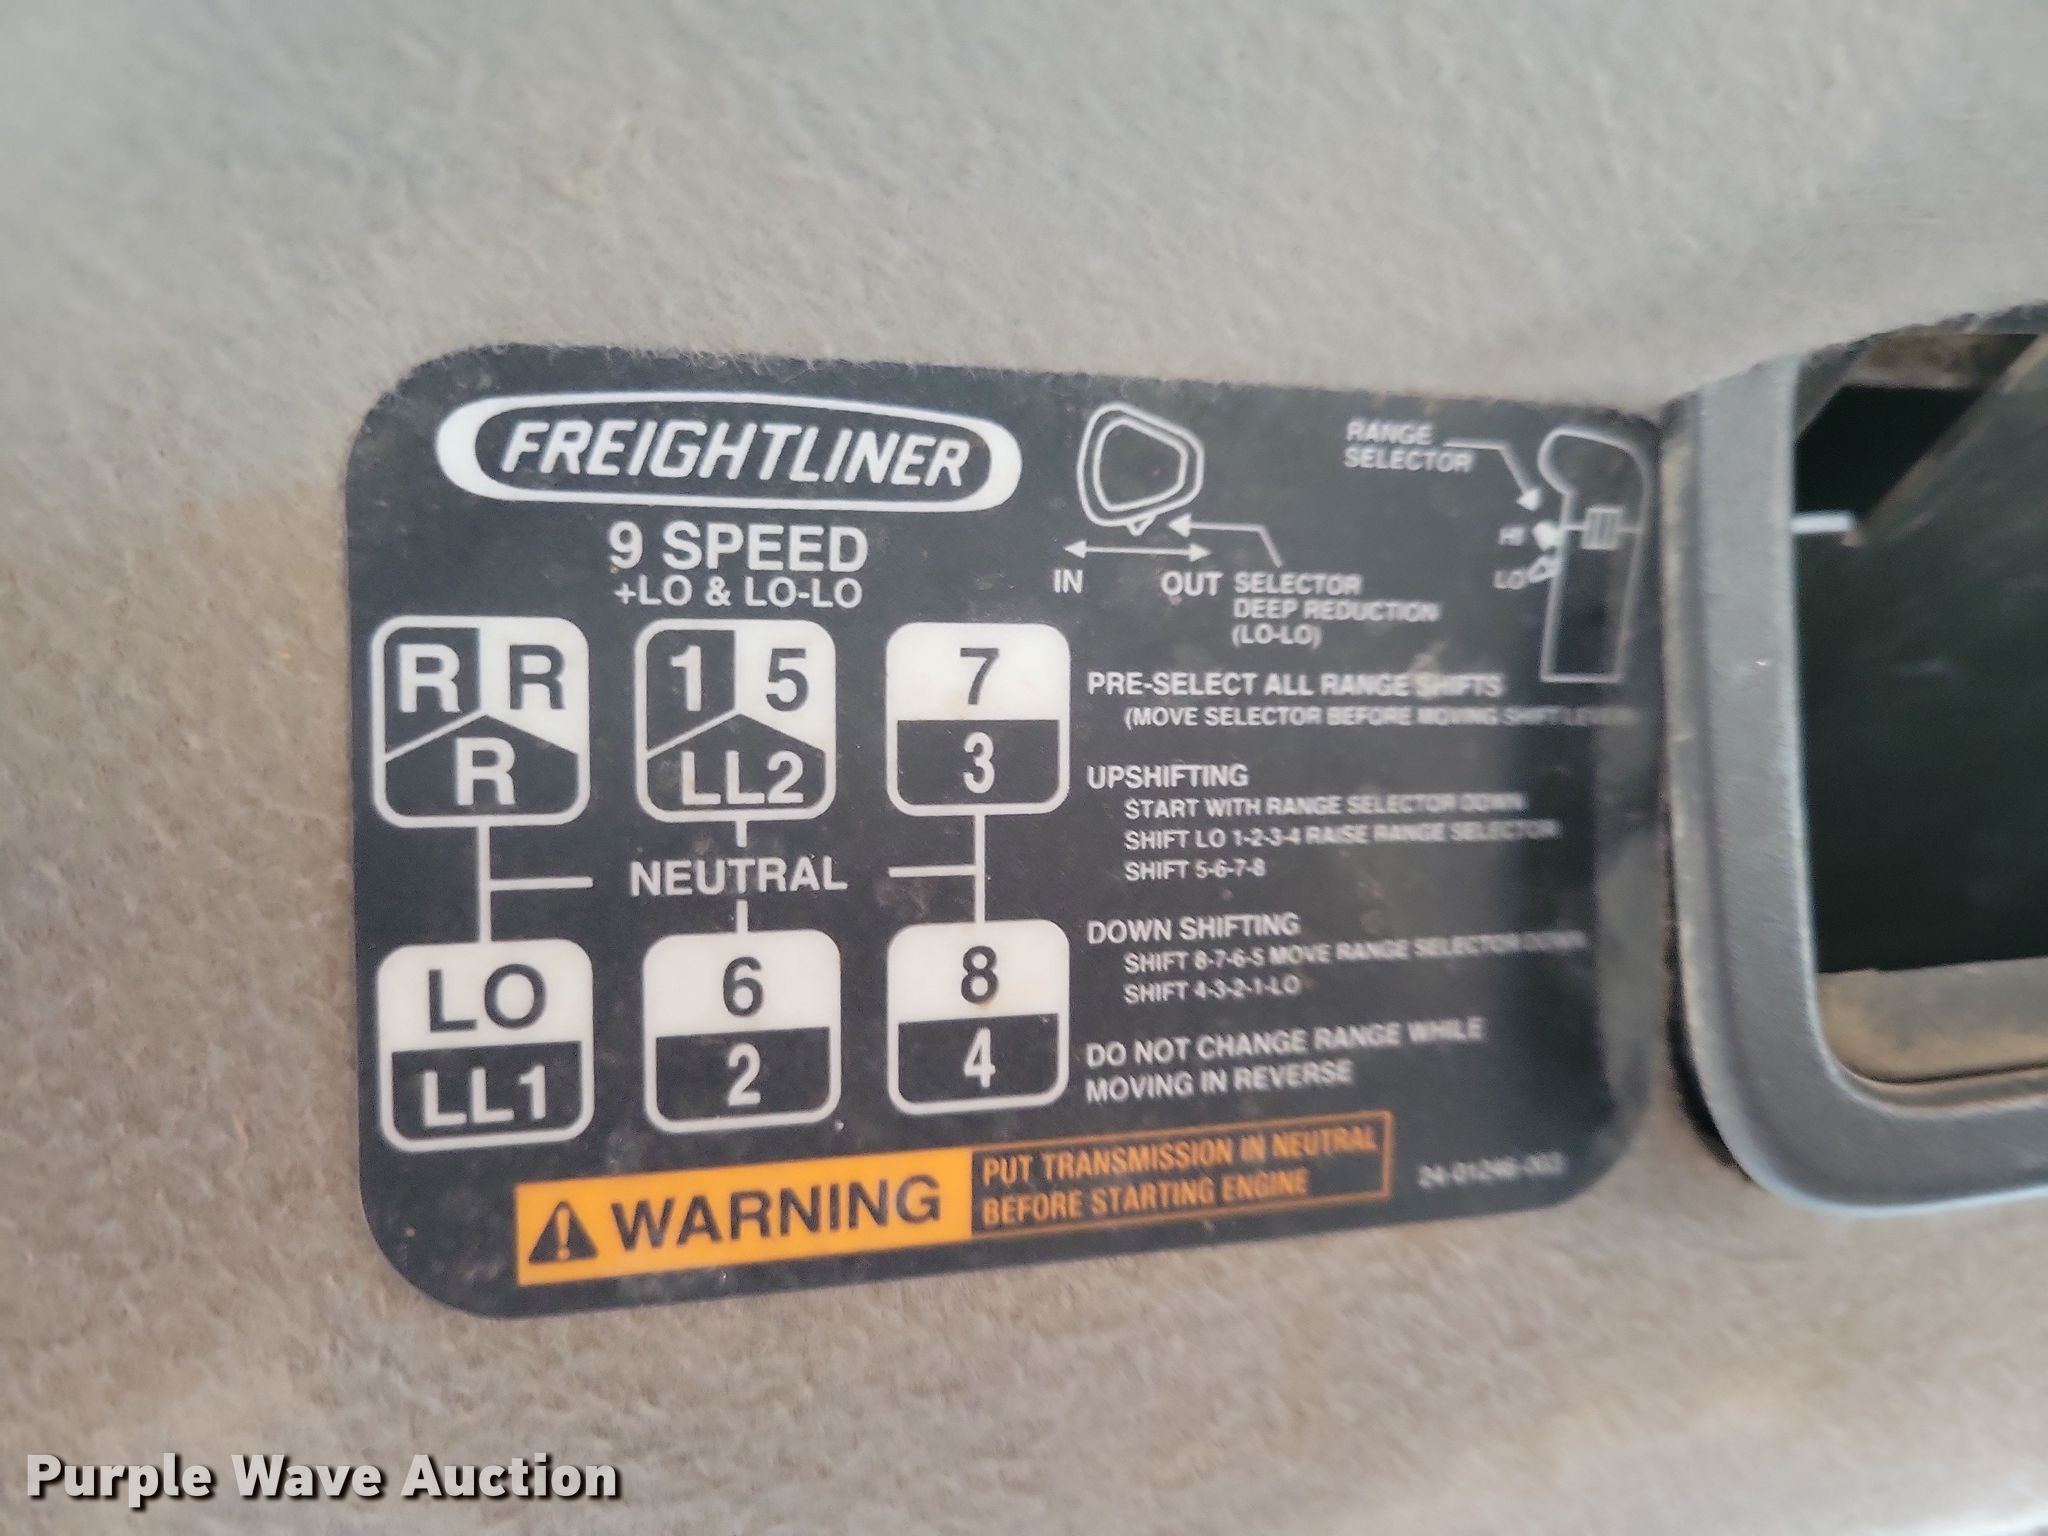 FREIGHTLINER
9 SPEED
+LO & LO-LO
R R
R
1 5
LL2
7
3
NEUTRAL
LO
LL1
6
2
8
4
IN
OUT
SELECTOR
DEEP REDUCTION
(LO-LO)
RANGE
SELECTOR
HI
LO
PRE-SELECT ALL RANGE SHIFTS
(MOVE SELECTOR BEFORE MOVING SHIFT LEVER)
UPSHIFTING
START WITH RANGE SELECTOR DOWN
SHIFT LO 1-2-3-4 RAISE RANGE SELECTOR
SHIFT 5-6-7-8
DOWN SHIFTING
SHIFT 8-7-6-5 MOVE RANGE SELECTOR DOWN
SHIFT 4-3-2-1-LO
DO NOT CHANGE RANGE WHILE
MOVING IN REVERSE
WARNING
PUT TRANSMISSION IN NEUTRAL
BEFORE STARTING ENGINE
Purple Wave Auction